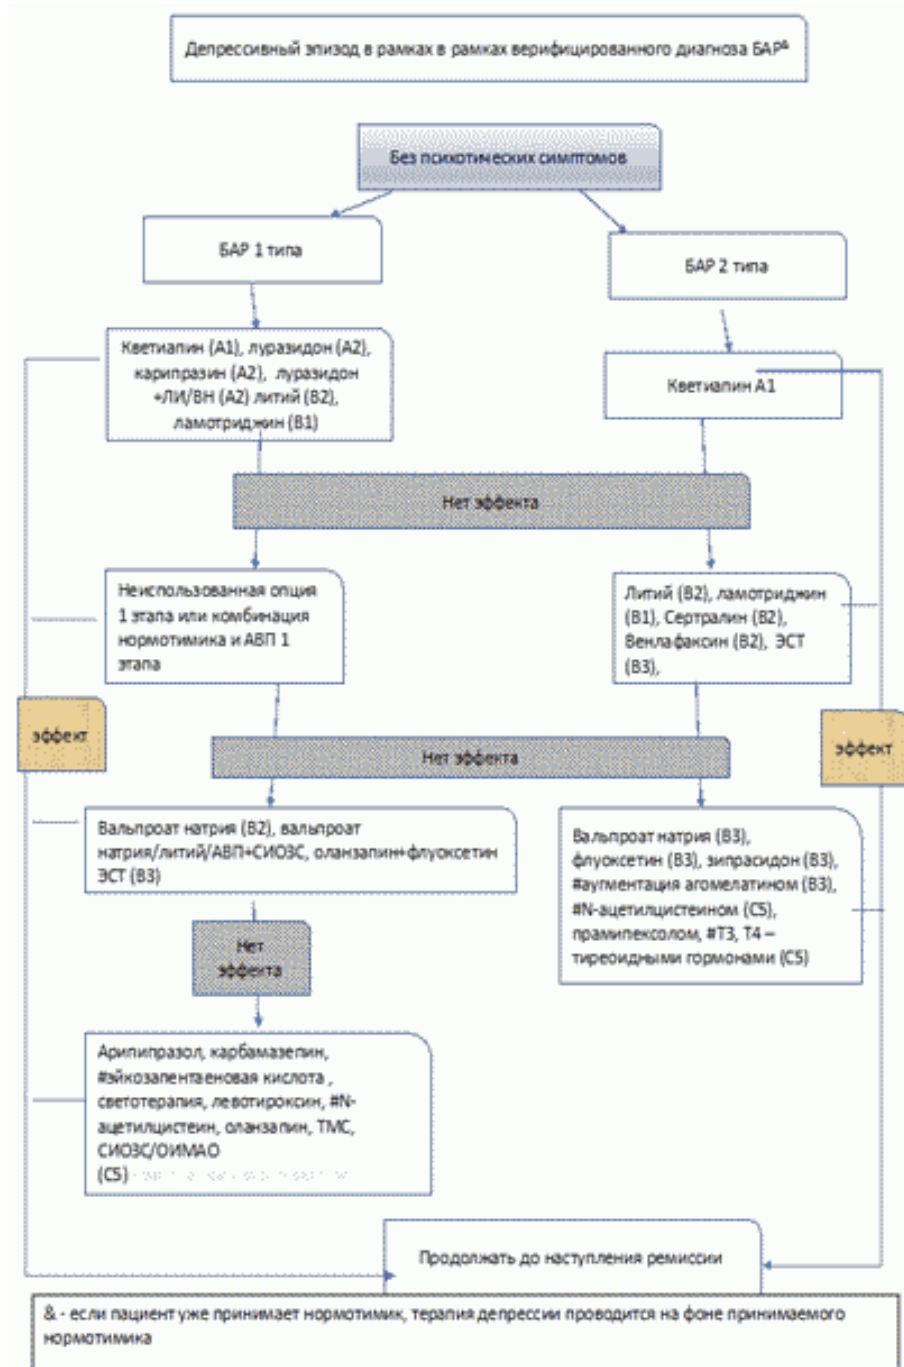 Депрессивный эпизод в рамках в рамках верифицированного диагноза БАР&
Без психотических симптомов
БАР 1 типа
БАР 2 типа
Кветиапин (А1), луразидон (А2),
карипразин (А2), луразидон
+ЛИ/ВН (А2) литий (В2),
ламотриджин (В1)
Кветиапин А1
Нет эффекта
Неиспользованная опция
1 этапа или комбинация
нормотимика и АВП 1
этапа
Литий (В2), ламотриджин
(В1), Сертралин (В2),
Венлафаксин (В2), ЭСТ
(В3),
эффект
эффект
Нет эффекта
Вальпроат натрия (В2), вальпроат
натрия/литий/АВП+СИОЗС, оланзапин+флуоксетин
ЭСТ (В3)
Вальпроат натрия (В3),
флуоксетин (В3), зипрасидон (В3),
#аугментация агомелатином (В3),
#N-ацетилцистеином (С5),
прамипексолом, #Т3, Т4 –
тиреоидными гормонами (С5)
Нет
эффекта
Арипипразол, карбамазепин,
#эйкозапентаеновая кислота ,
светотерапия, левотироксин, #N-
ацетилцистеин, оланзапин, ТМС,
СИОЗС/ОИМАО
(С5)
Продолжать до наступления ремиссии
& - если пациент уже принимает нормотимик, терапия депрессии проводится на фоне принимаемого
нормотимика